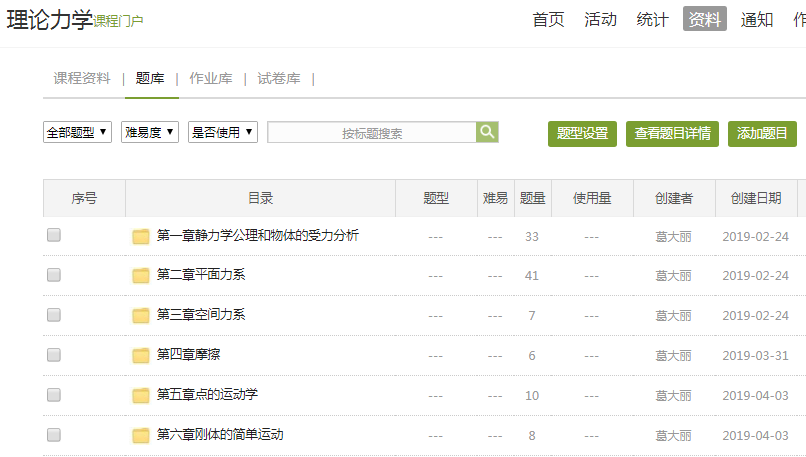 理论力学课程门户 首页 活动 统计 资料 通知
课程资料 | 题库 | 作业库 | 试卷库 |
全部题型 难易度 是否使用 按标题搜索 题型设置 查看题目详情 添加题目
序号 目录 题型 难易 题量 使用量 创建者 创建日期
第一章静力学公理和物体的受力分析 --- --- 33 --- 葛大丽 2019-02-24
第二章平面力系 --- --- 41 --- 葛大丽 2019-02-24
第三章空间力系 --- --- 7 --- 葛大丽 2019-02-24
第四章摩擦 --- --- 6 --- 葛大丽 2019-03-31
第五章点的运动学 --- --- 10 --- 葛大丽 2019-04-03
第六章刚体的简单运动 --- --- 8 --- 葛大丽 2019-04-03